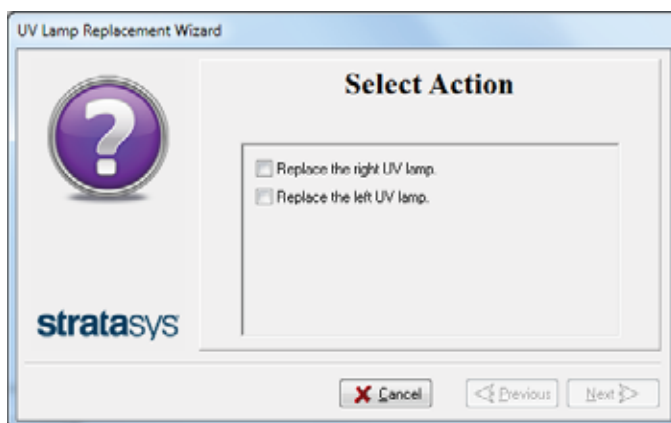 UV Lamp Replacement Wizard
Select Action
Replace the right UV lamp.
Replace the left UV lamp.
stratasys
Cancel
Previous
Next